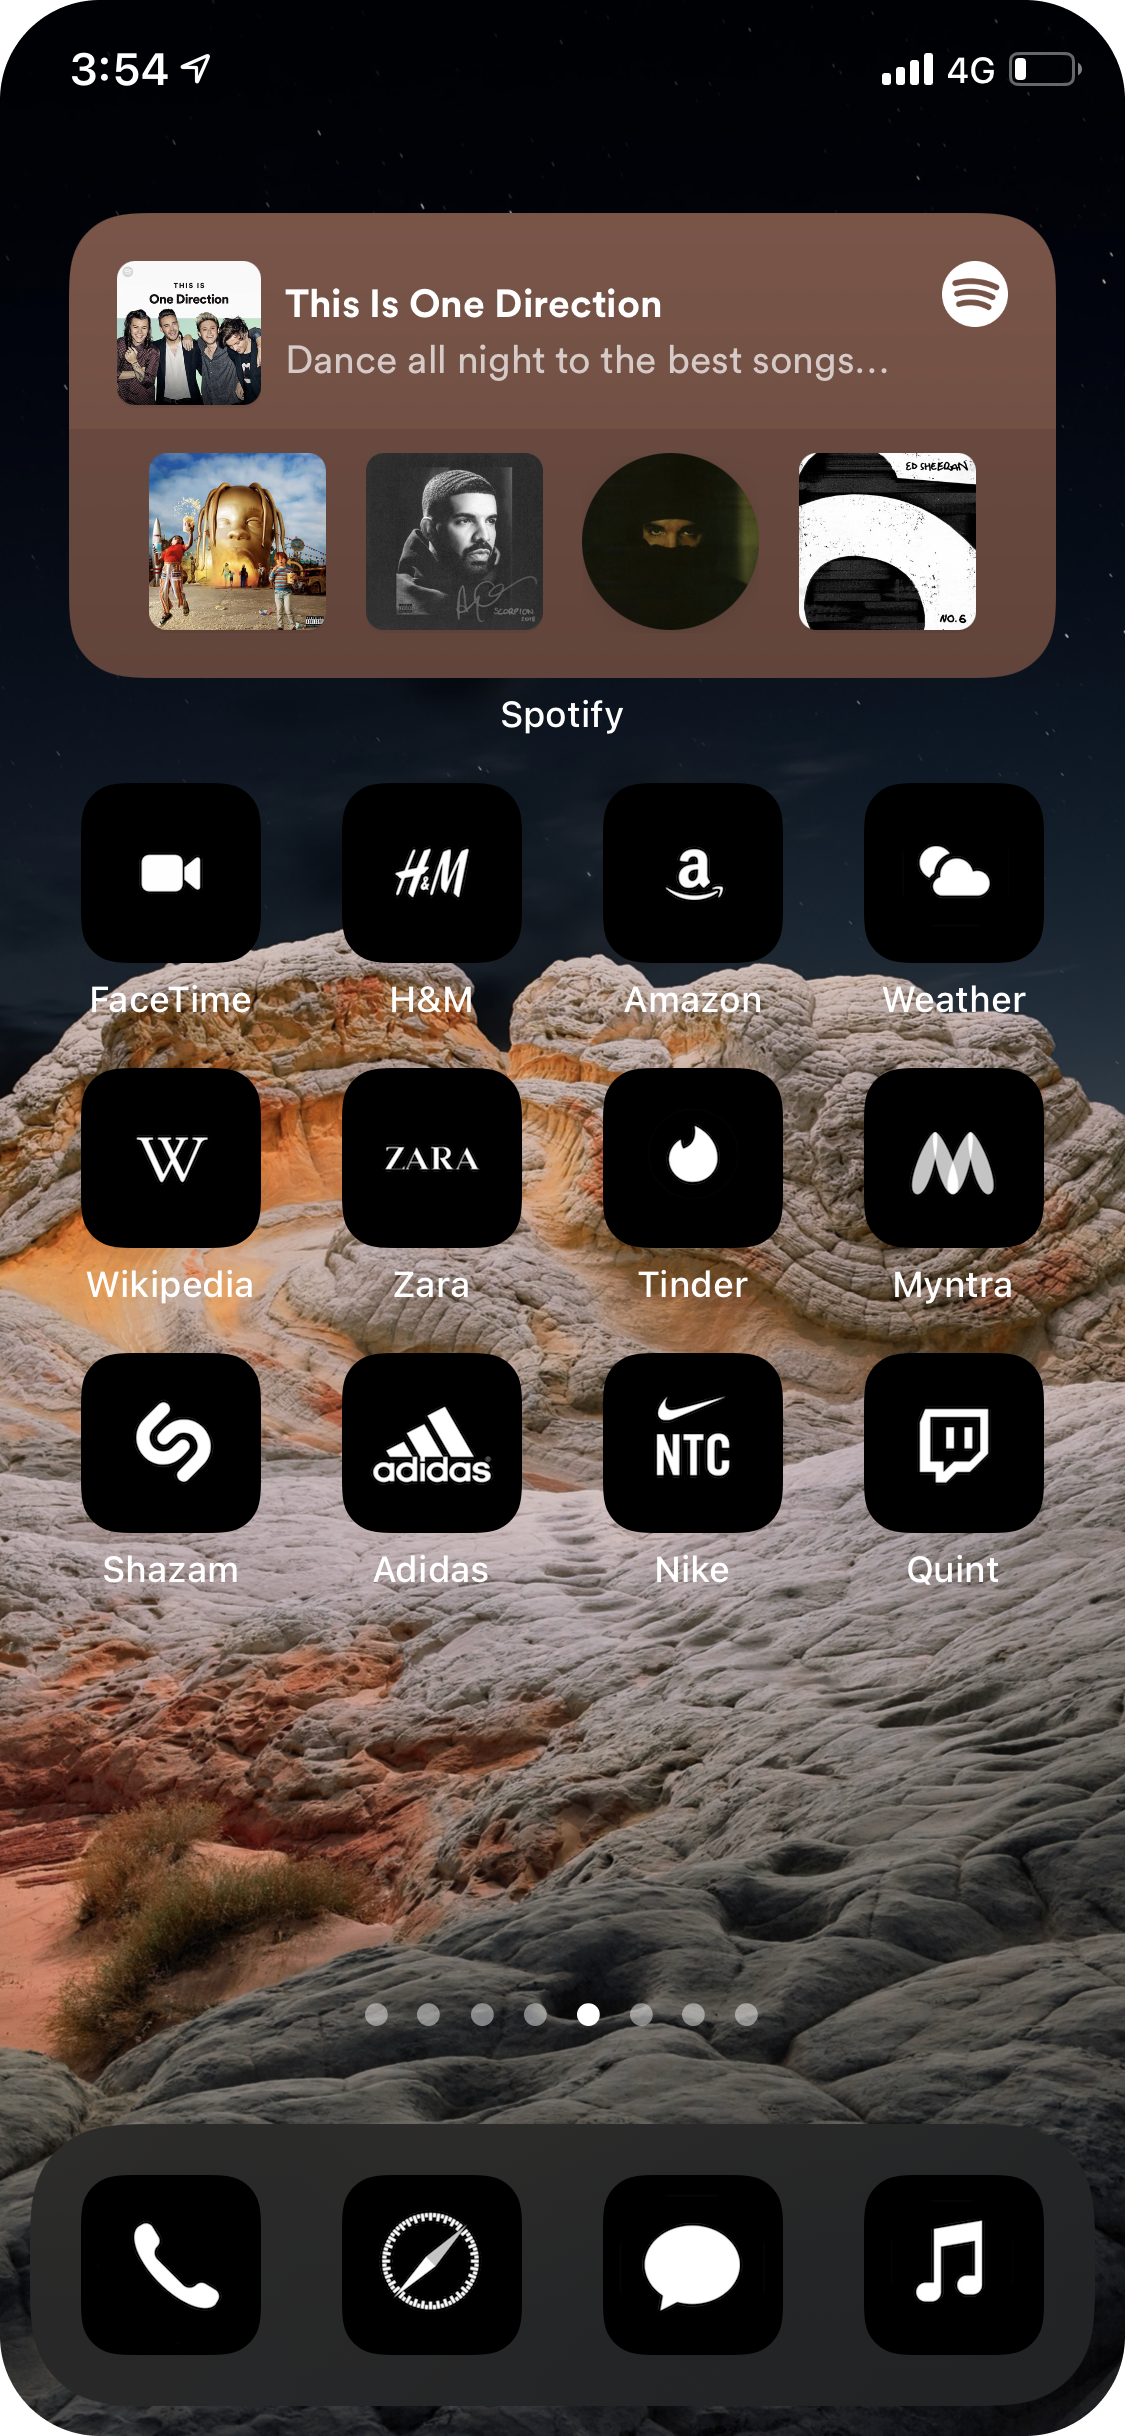 3:54
4G
THIS IS
One Direction
This Is One Direction
Dance all night to the best songs...
SCORPION
ED SHEERAN
NO.6
Spotify
H&M
a
FaceTime
H&M
Amazon
Weather
W
ZARA
Wikipedia
Zara
Tinder
Myntra
adidas
NTC
Shazam
Adidas
Nike
Quint